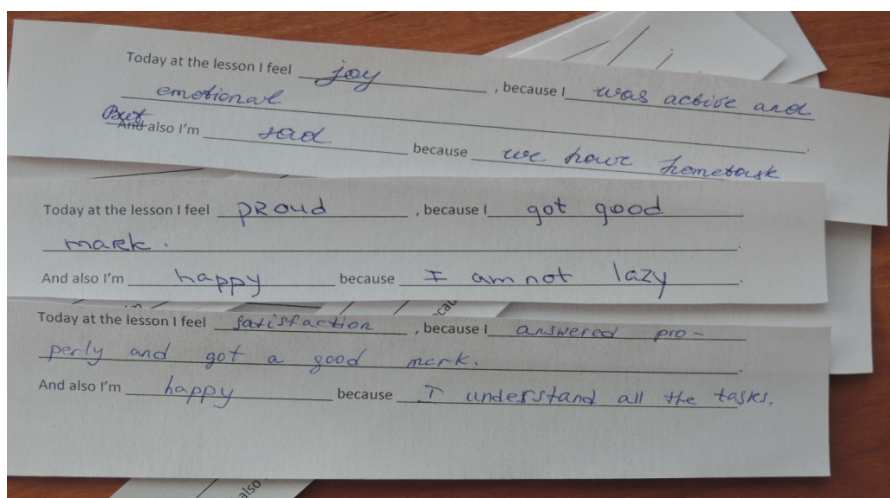 Today at the lesson I feel joy, because I was active and
emotional.
But also I'm sad because we have hometask
Today at the lesson I feel proud, because I got good
mark.
And also I'm happy because I am not lazy.
Today at the lesson I feel satisfaction, because I answered pro-
perly and got a good mark.
And also I'm happy because I understand all the tasks.